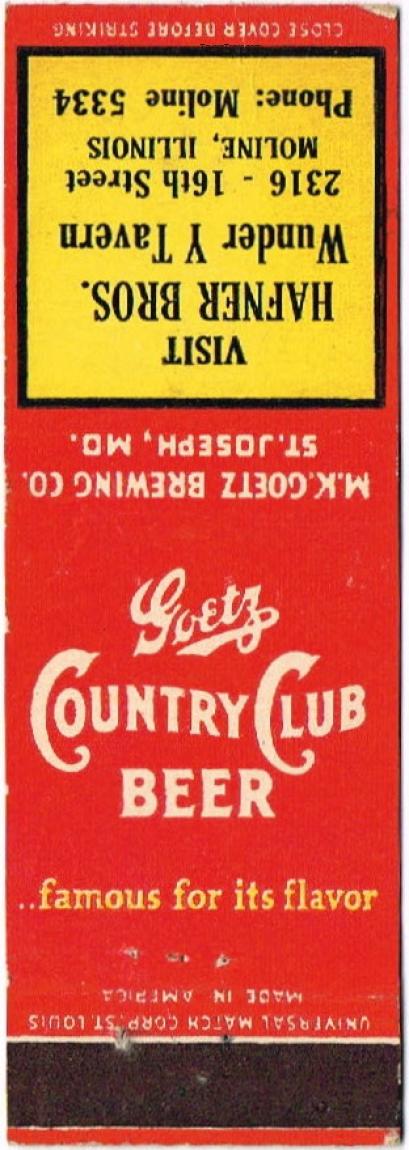 CLOSE COVER BEFORE STRIKING
VISIT
HAFNER BROS.
Wunder Y Tavern
2316 - 16th Street
MOLINE, ILLINOIS
Phone: Moline 5334
M.K.GOETZ BREWING CO.
ST.JOSEPH, MO.
Goetz
COUNTRY CLUB
BEER
..famous for its flavor
MADE IN AMERICA
UNIVERSAL MATCH CORP. ST. LOUIS